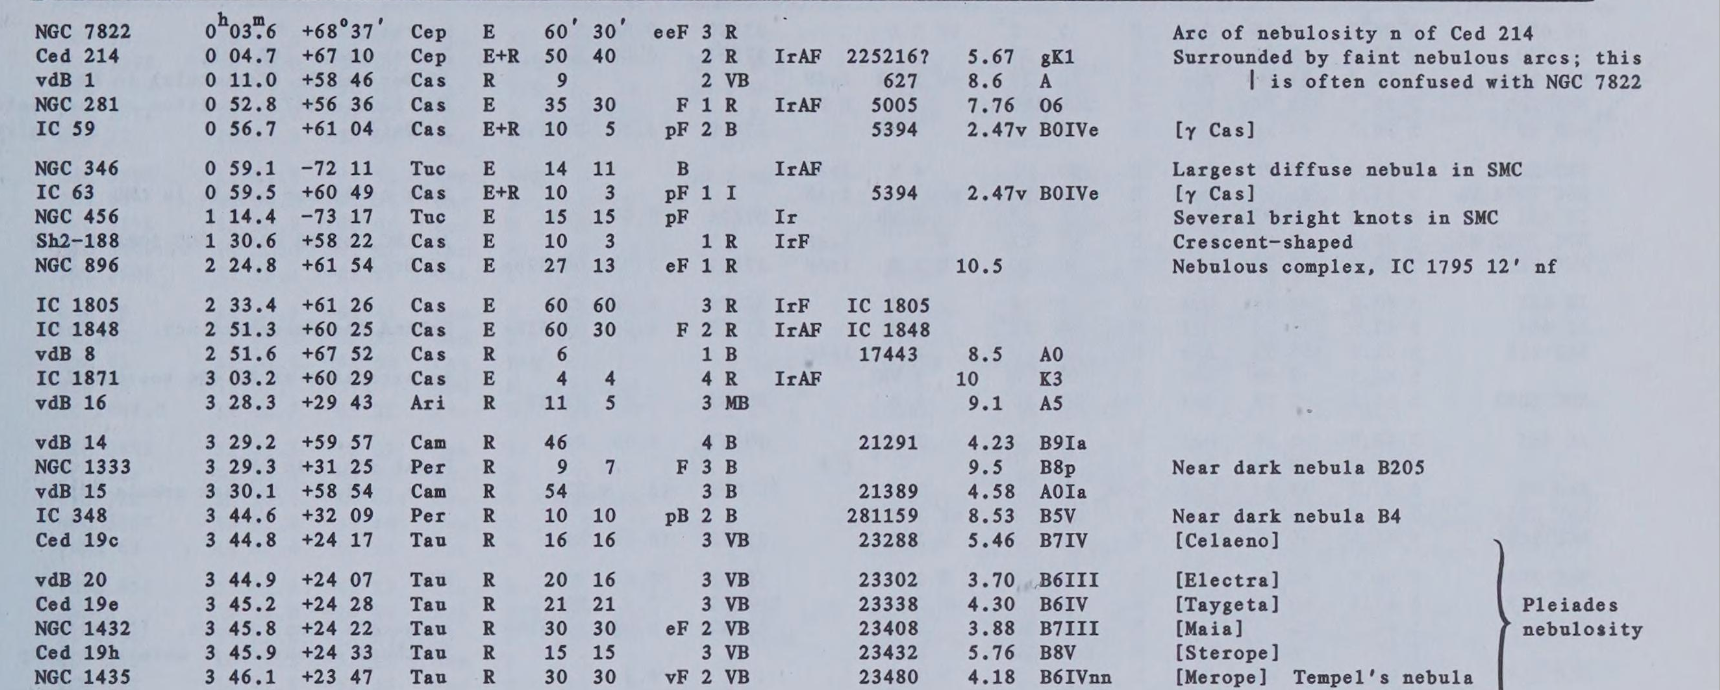 NGC 7822 0ʰ03ᵐ.6 +68°37′ Cep E 60′ 30′ eeF 3 R Arc of nebulosity n of Ced 214
Ced 214 0 04.7 +67 10 Cep E+R 50 40 2 R IrAF 225216? 5.67 gK1 Surrounded by faint nebulous arcs; this
vdB 1 0 11.0 +58 46 Cas R 9 2 VB 627 8.6 A is often confused with NGC 7822
NGC 281 0 52.8 +56 36 Cas E 35 30 F 1 R IrAF 5005 7.76 O6
IC 59 0 56.7 +61 04 Cas E+R 10 5 pF 2 B 5394 2.47v B0IVe [γ Cas]
NGC 346 0 59.1 −72 11 Tuc E 14 11 B IrAF Largest diffuse nebula in SMC
IC 63 0 59.5 +60 49 Cas E+R 10 3 pF 1 I 5394 2.47v B0IVe [γ Cas]
NGC 456 1 14.4 −73 17 Tuc E 15 15 pF Ir Several bright knots in SMC
Sh2-188 1 30.6 +58 22 Cas E 10 3 1 R IrF Crescent-shaped
NGC 896 2 24.8 +61 54 Cas E 27 13 eF 1 R 10.5 Nebulous complex, IC 1795 12′ nf
IC 1805 2 33.4 +61 26 Cas E 60 60 3 R IrF IC 1805
IC 1848 2 51.3 +60 25 Cas E 60 30 F 2 R IrAF IC 1848
vdB 8 2 51.6 +67 52 Cas R 6 1 B 17443 8.5 A0
IC 1871 3 03.2 +60 29 Cas E 4 4 4 R IrAF 10 K3
vdB 16 3 28.3 +29 43 Ari R 11 5 3 MB 9.1 A5
vdB 14 3 29.2 +59 57 Cam R 46 4 B 21291 4.23 B9Ia
NGC 1333 3 29.3 +31 25 Per R 9 7 F 3 B 9.5 B8p Near dark nebula B205
vdB 15 3 30.1 +58 54 Cam R 54 3 B 21389 4.58 A0Ia
IC 348 3 44.6 +32 09 Per R 10 10 pB 2 B 281159 8.53 B5V Near dark nebula B4
Ced 19c 3 44.8 +24 17 Tau R 16 16 3 VB 23288 5.46 B7IV [Celaeno]
vdB 20 3 44.9 +24 07 Tau R 20 16 3 VB 23302 3.70 B6III [Electra]
Ced 19e 3 45.2 +24 28 Tau R 21 21 3 VB 23338 4.30 B6IV [Taygeta] Pleiades
NGC 1432 3 45.8 +24 22 Tau R 30 30 eF 2 VB 23408 3.88 B7III [Maia] nebulosity
Ced 19h 3 45.9 +24 33 Tau R 15 15 3 VB 23432 5.76 B8V [Sterope]
NGC 1435 3 46.1 +23 47 Tau R 30 30 vF 2 VB 23480 4.18 B6IVnn [Merope] Tempel's nebula